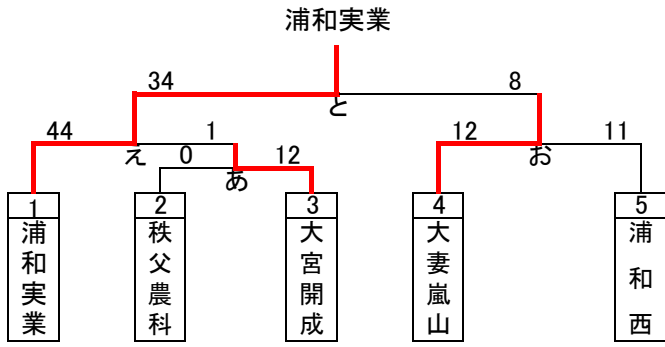 浦和実業
34 8
と
44 1 12 11
え 0 12 お
あ
1 2 3 4 5
浦和実業
秩父農科
大宮開成
大妻嵐山
浦和西